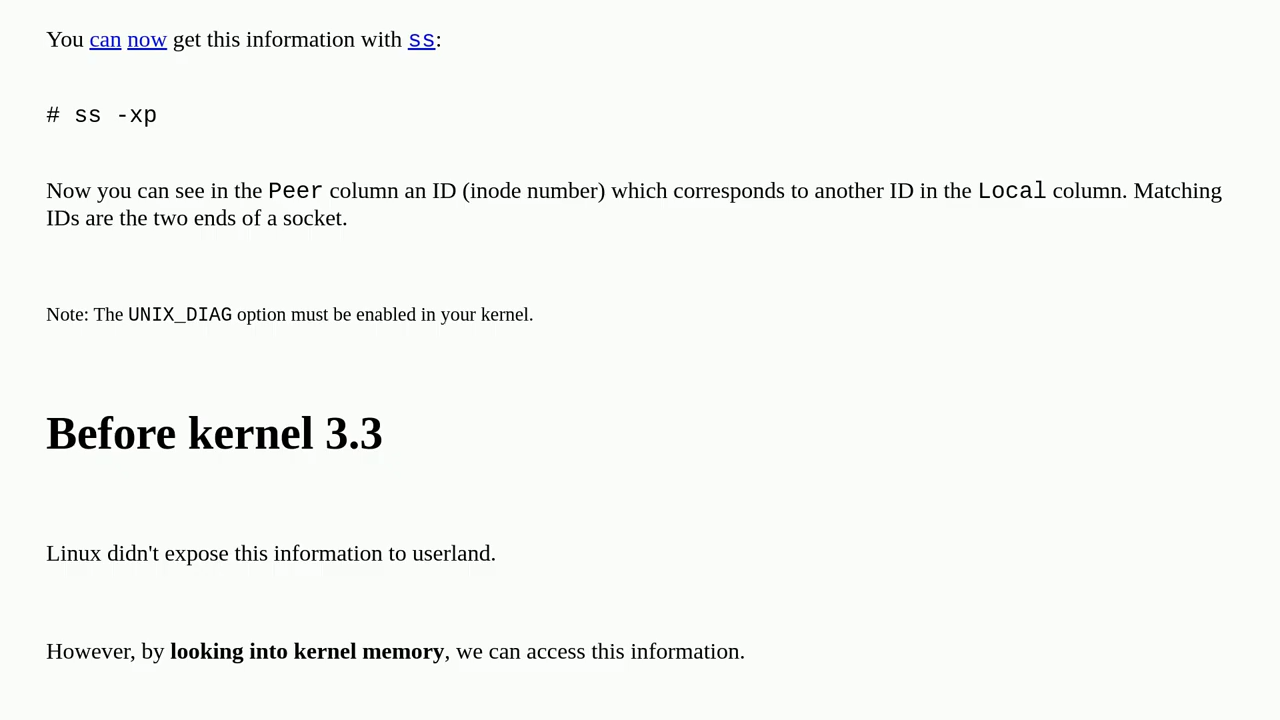 You can now get this information with ss:
# ss -xp
Now you can see in the Peer column an ID (inode number) which corresponds to another ID in the Local column. Matching
IDs are the two ends of a socket.
Note: The UNIX_DIAG option must be enabled in your kernel.
Before kernel 3.3
Linux didn't expose this information to userland.
However, by looking into kernel memory, we can access this information.